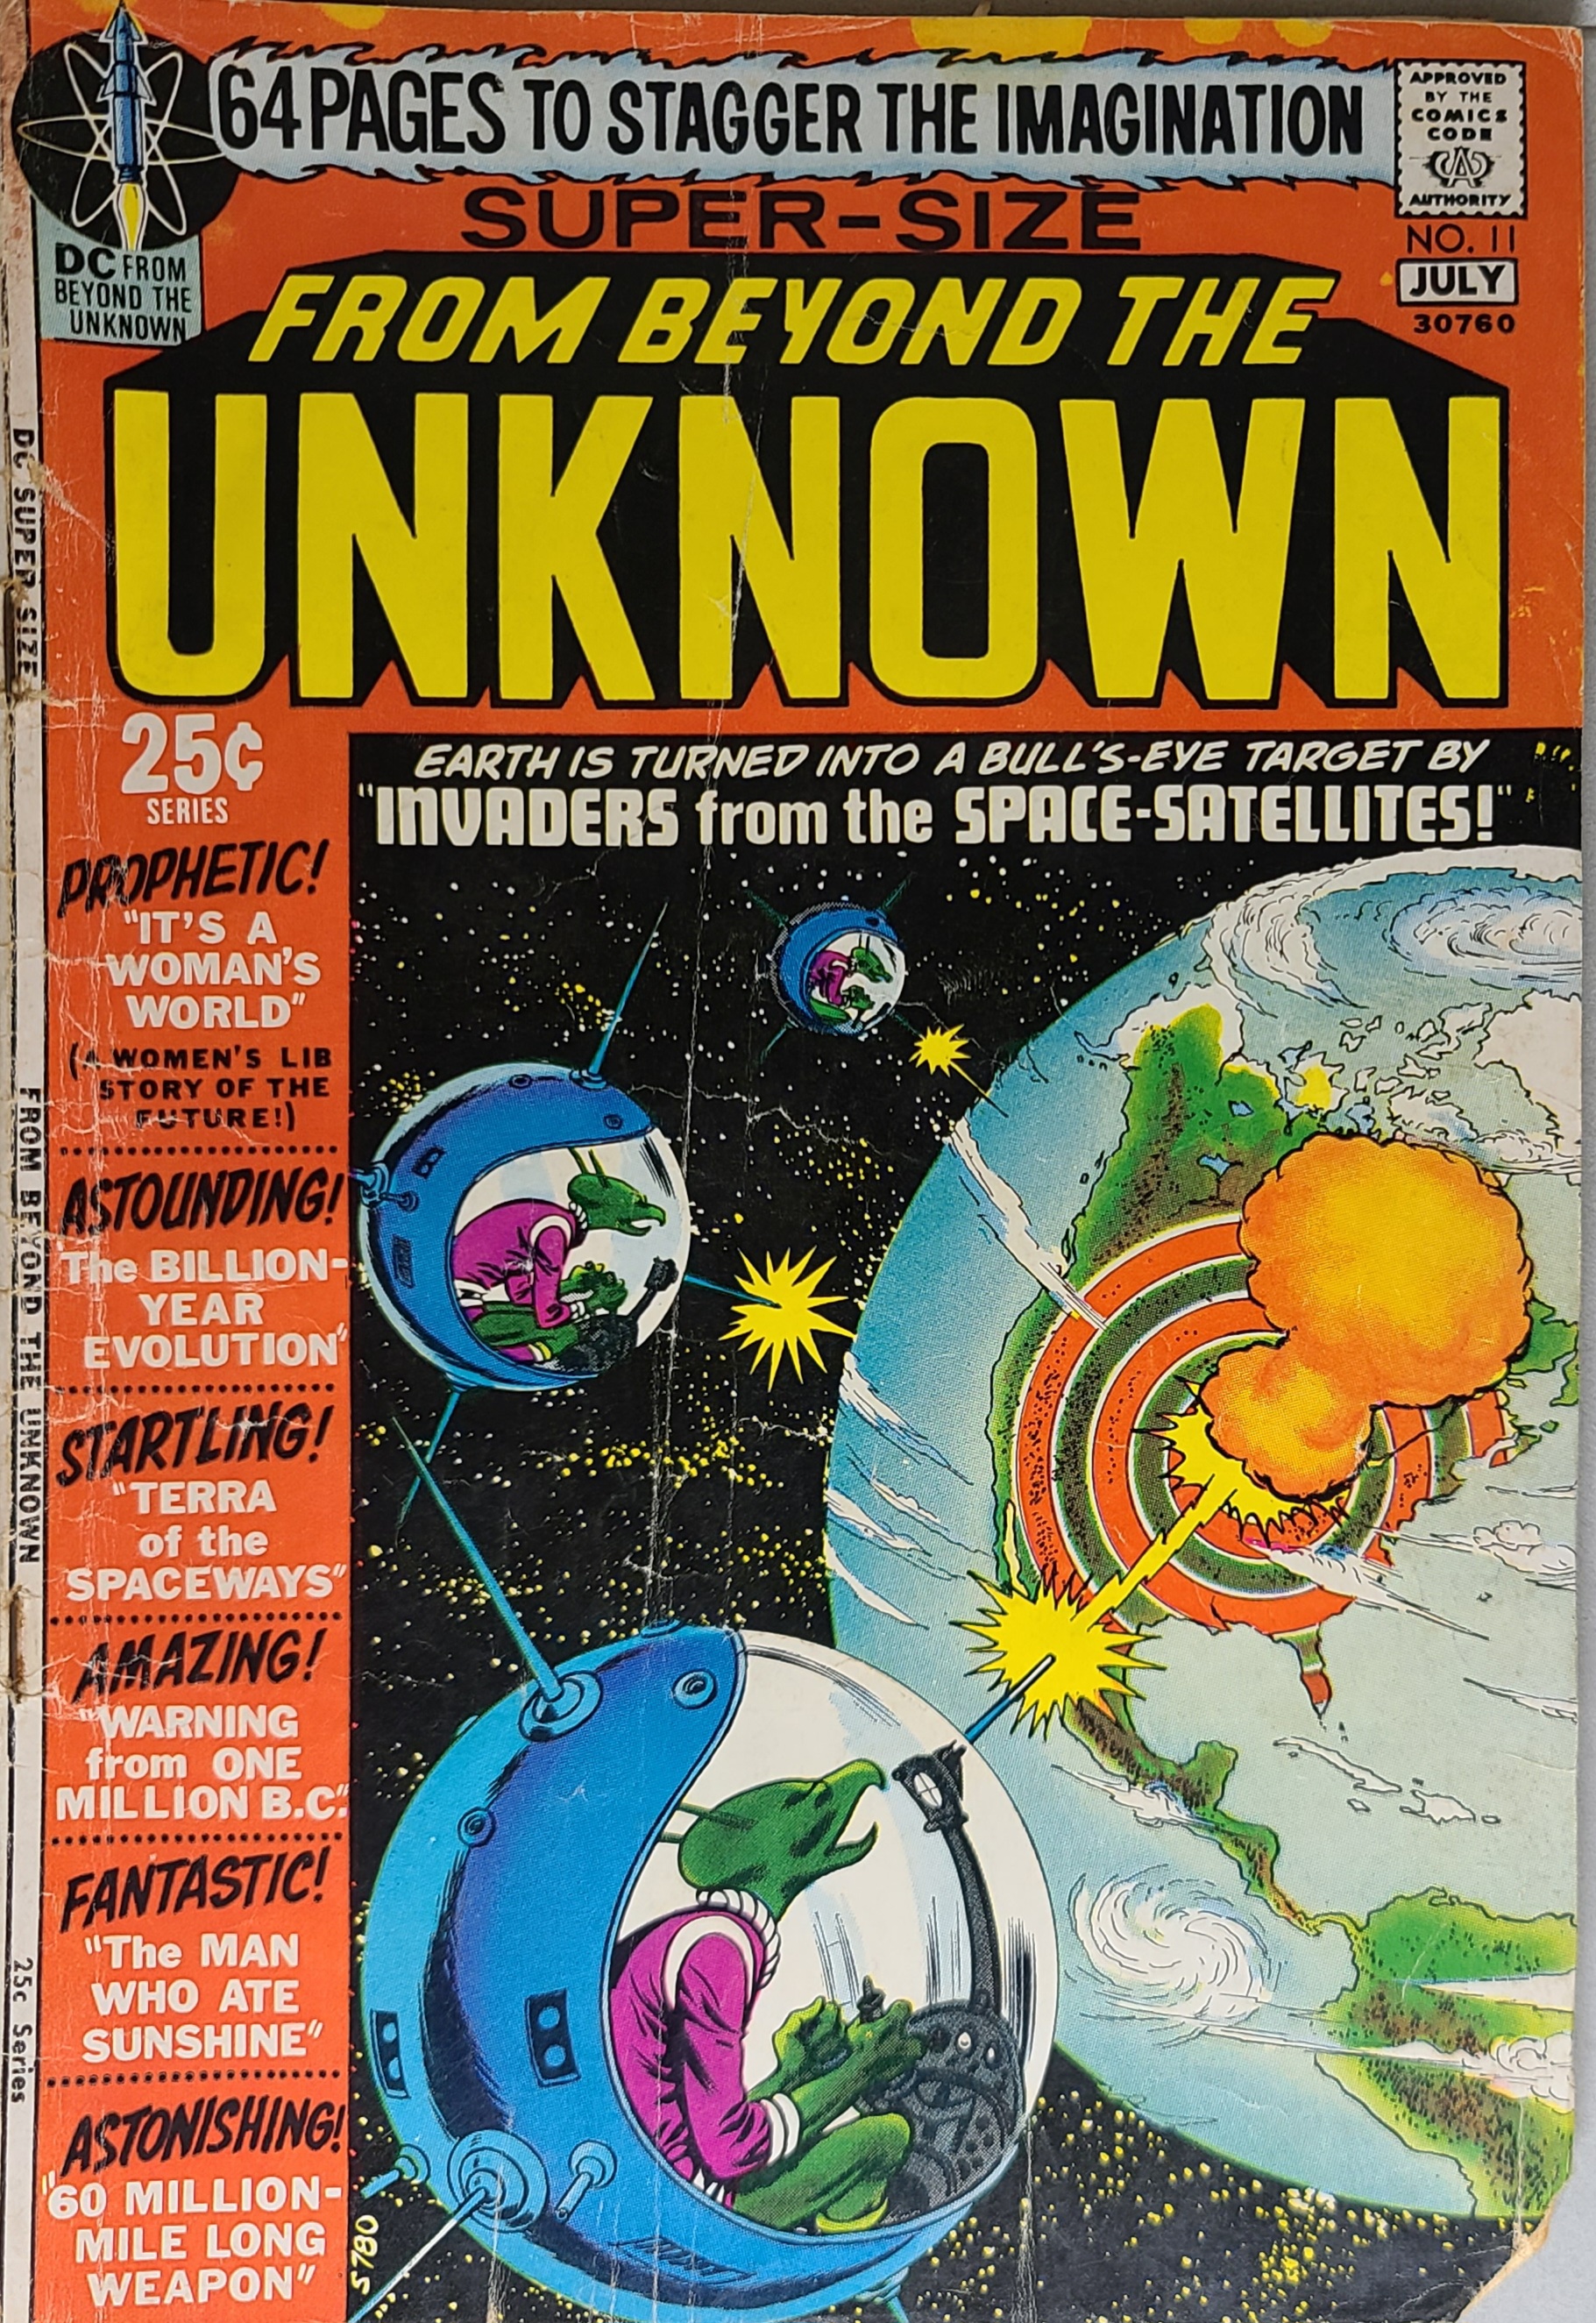 64 PAGES TO STAGGER THE IMAGINATION
APPROVED
BY THE
COMICS
CODE
CA
AUTHORITY
DC FROM
BEYOND THE
UNKNOWN
SUPER-SIZE
NO. 11
JULY
30760
FROM BEYOND THE
UNKNOWN
25¢
SERIES
EARTH IS TURNED INTO A BULL'S-EYE TARGET BY
"INVADERS from the SPACE-SATELLITES!"
PROPHETIC!
"IT'S A
WOMAN'S
WORLD"
(A WOMEN'S LIB
STORY OF THE
FUTURE!)
ASTOUNDING!
"The BILLION-
YEAR
EVOLUTION"
STARTLING!
"TERRA
of the
SPACEWAYS"
AMAZING!
"WARNING
from ONE
MILLION B.C."
FANTASTIC!
"The MAN
WHO ATE
SUNSHINE"
ASTONISHING!
"60 MILLION-
MILE LONG
WEAPON"
S780
DC SUPER SIZE
FROM BEYOND THE UNKNOWN
25c Series